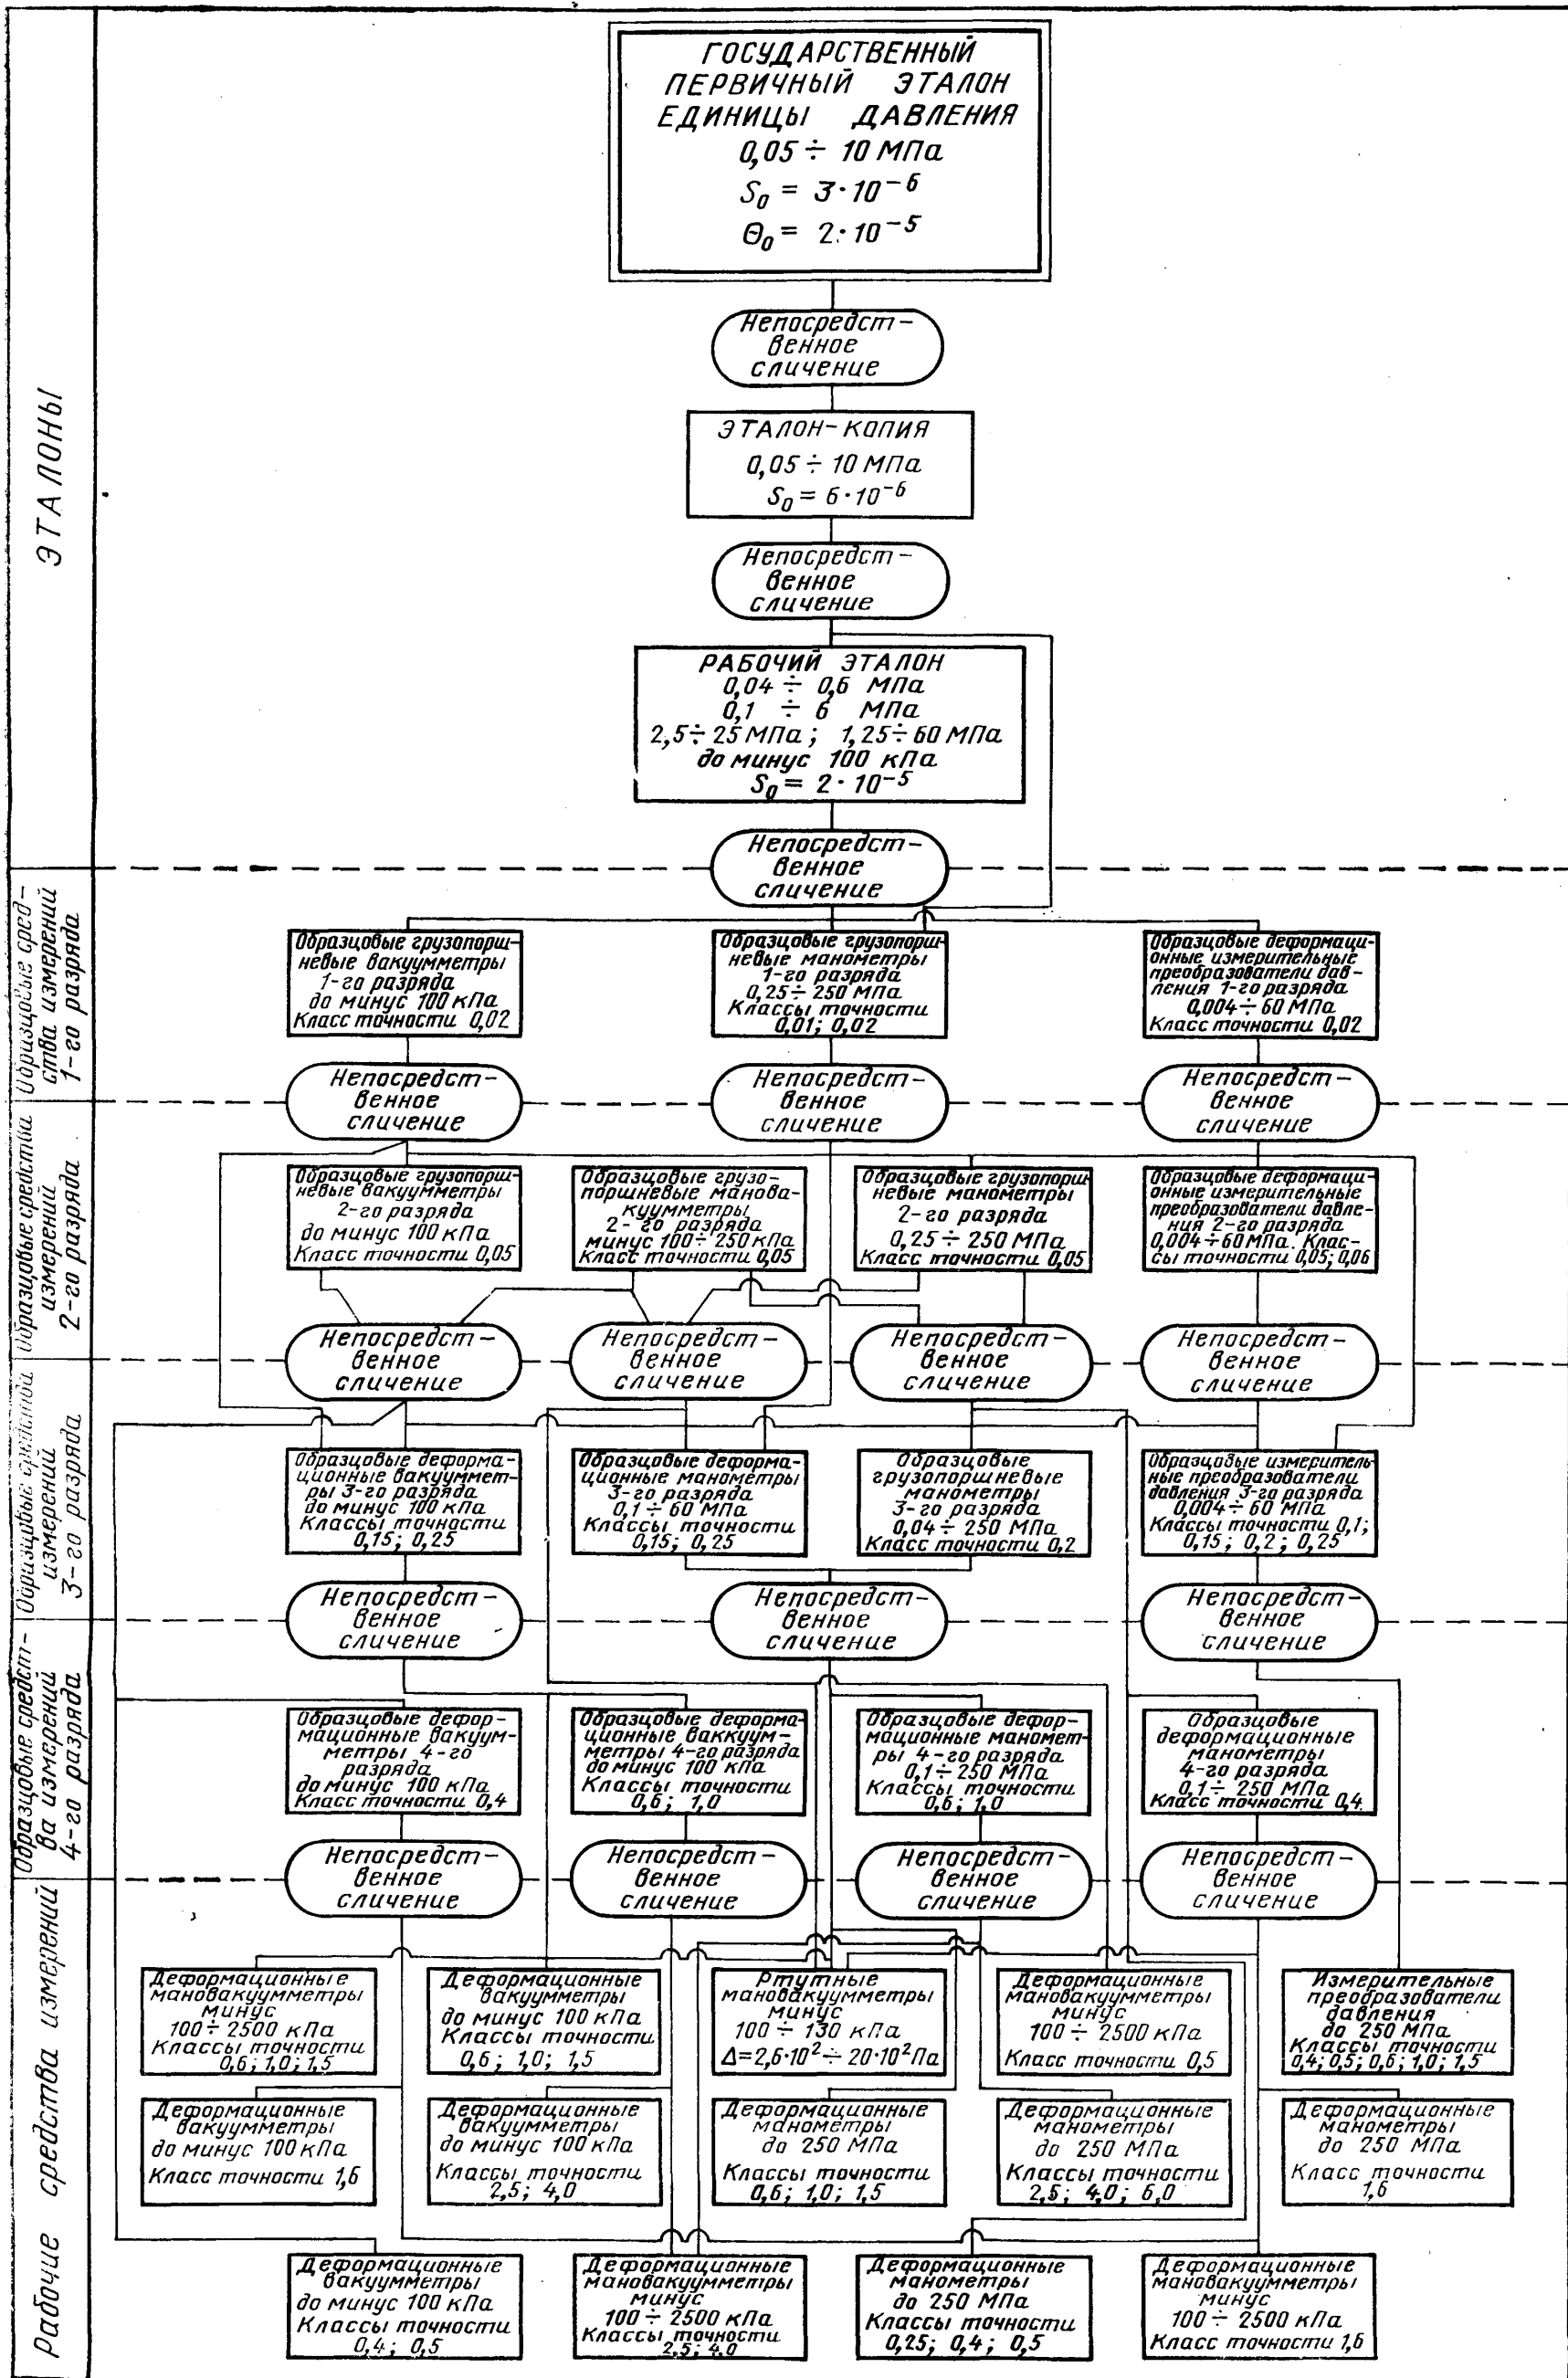 ГОСУДАРСТВЕННЫЙ
ПЕРВИЧНЫЙ ЭТАЛОН
ЕДИНИЦЫ ДАВЛЕНИЯ
0,05 ÷ 10 МПа
S₀ = 3·10⁻⁶
Θ₀ = 2·10⁻⁵
Непосредст-
венное
сличение
ЭТАЛОН-КОПИЯ
0,05 ÷ 10 МПа
S₀ = 6·10⁻⁶
Непосредст-
венное
сличение
РАБОЧИЙ ЭТАЛОН
0,04 ÷ 0,6 МПа
0,1 ÷ 6 МПа
2,5 ÷ 25 МПа; 1,25 ÷ 60 МПа
до минус 100 кПа
S₀ = 2·10⁻⁵
Непосредст-
венное
сличение
ЭТАЛОНЫ
Образцовые сред-
ства измерений
1-го разряда
Образцовые грузопорш-
невые вакуумметры
1-го разряда
до минус 100 кПа
Класс точности 0,02
Образцовые грузопорш-
невые манометры
1-го разряда
0,25 ÷ 250 МПа
Классы точности
0,01; 0,02
Образцовые деформаци-
онные измерительные
преобразователи дав-
ления 1-го разряда
0,004 ÷ 60 МПа
Класс точности 0,02
Непосредст-
венное
сличение
Непосредст-
венное
сличение
Непосредст-
венное
сличение
Образцовые средства
измерений
2-го разряда
Образцовые грузопорш-
невые вакуумметры
2-го разряда
до минус 100 кПа
Класс точности 0,05
Образцовые грузо-
поршневые манова-
куумметры
2-го разряда
минус 100 ÷ 250 кПа
Класс точности 0,05
Образцовые грузопорш
невые манометры
2-го разряда
0,25 ÷ 250 МПа
Класс точности 0,05
Образцовые деформаци-
онные измерительные
преобразователи давле-
ния 2-го разряда
0,004 ÷ 60 МПа. Клас-
сы точности 0,05; 0,06
Непосредст-
венное
сличение
Непосредст-
венное
сличение
Непосредст-
венное
сличение
Непосредст-
венное
сличение
Образцовые средства
измерений
3-го разряда
Образцовые деформа-
ционные вакууммет-
ры 3-го разряда
до минус 100 кПа
Классы точности
0,15; 0,25
Образцовые деформа-
ционные манометры
3-го разряда
0,1 ÷ 60 МПа
Классы точности
0,15; 0,25
Образцовые
грузопоршневые
манометры
3-го разряда
0,04 ÷ 250 МПа
Класс точности 0,2
Образцовые измеритель-
ные преобразователи
давления 3-го разряда
0,004 ÷ 60 МПа
Классы точности 0,1;
0,15; 0,2; 0,25
Непосредст-
венное
сличение
Непосредст-
венное
сличение
Непосредст-
венное
сличение
Образцовые средст-
ва измерений
4-го разряда
Образцовые дефор-
мационные вакуум-
метры 4-го
разряда
до минус 100 кПа
Класс точности 0,4
Образцовые деформа-
ционные ваккуум-
метры 4-го разряда
до минус 100 кПа
Классы точности
0,6; 1,0
Образцовые дефор-
мационные маномет-
ры 4-го разряда
0,1 ÷ 250 МПа
Классы точности
0,6; 1,0
Образцовые
деформационные
манометры
4-го разряда
0,1 ÷ 250 МПа
Класс точности 0,4.
Непосредст-
венное
сличение
Непосредст-
венное
сличение
Непосредст-
венное
сличение
Непосредст-
венное
сличение
Рабочие средства измерений
Деформационные
мановакуумметры
минус
100 ÷ 2500 кПа
Классы точности
0,6; 1,0; 1,5
Деформационные
вакуумметры
до минус 100 кПа
Классы точности
0,6; 1,0; 1,5
Ртутные
мановакуумметры
минус
100 ÷ 130 кПа
Δ=2,6·10² ÷ 20·10² Па
Деформационные
мановакуумметры
минус
100 ÷ 2500 кПа
Класс точности 0,5
Измерительные
преобразователи
давления
до 250 МПа
Классы точности
0,4; 0,5; 0,6; 1,0; 1,5
Деформационные
вакуумметры
до минус 100 кПа
Класс точности 1,6
Деформационные
вакуумметры
до минус 100 кПа
Классы точности
2,5; 4,0
Деформационные
манометры
до 250 МПа
Классы точности
0,6; 1,0; 1,5
Деформационные
манометры
до 250 МПа
Классы точности
2,5; 4,0; 6,0
Деформационные
манометры
до 250 МПа
Класс точности
1,6
Деформационные
вакуумметры
до минус 100 кПа
Классы точности
0,4; 0,5
Деформационные
мановакуумметры
минус
100 ÷ 2500 кПа
Классы точности
2,5; 4,0
Деформационные
манометры
до 250 МПа
Классы точности
0,25; 0,4; 0,5
Деформационные
мановакуумметры
минус
100 ÷ 2500 кПа
Класс точности 1,6